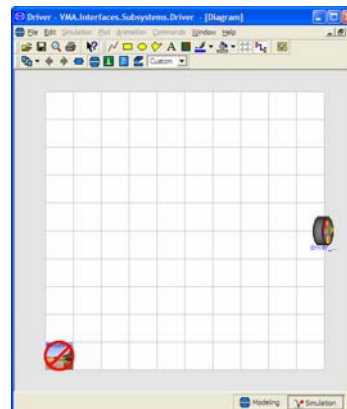 Driver - VMA.Interfaces.Subsystems.Driver - [Diagram]
File Edit Simulation Plot Animation Commands Window Help
Custom
Modeling Simulation